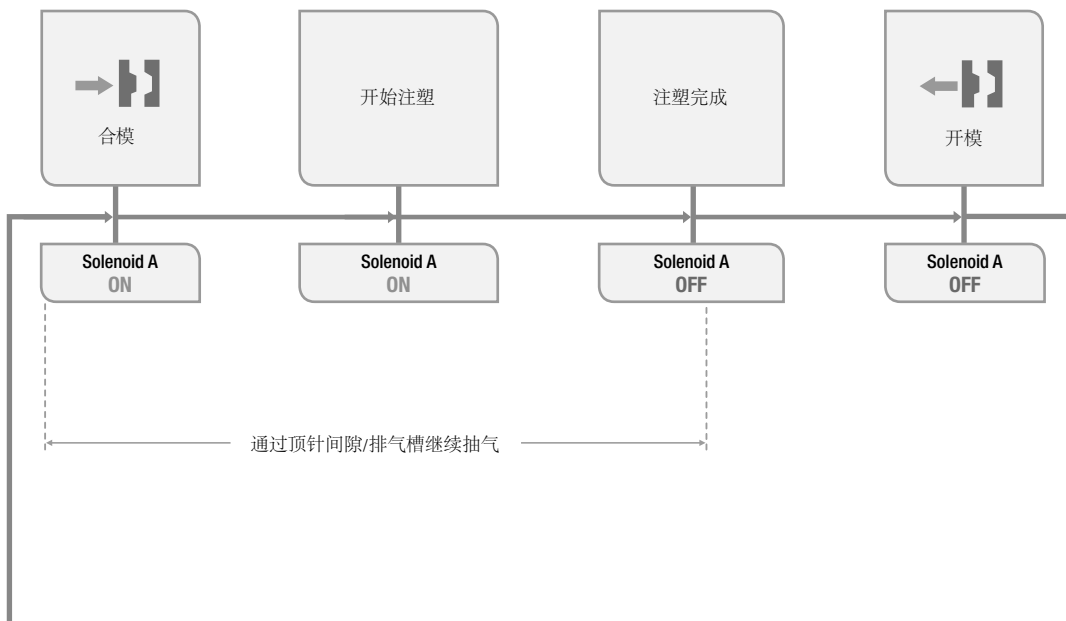 合模
开始注塑
注塑完成
开模
Solenoid A
ON
Solenoid A
ON
Solenoid A
OFF
Solenoid A
OFF
通过顶针间隙/排气槽继续抽气